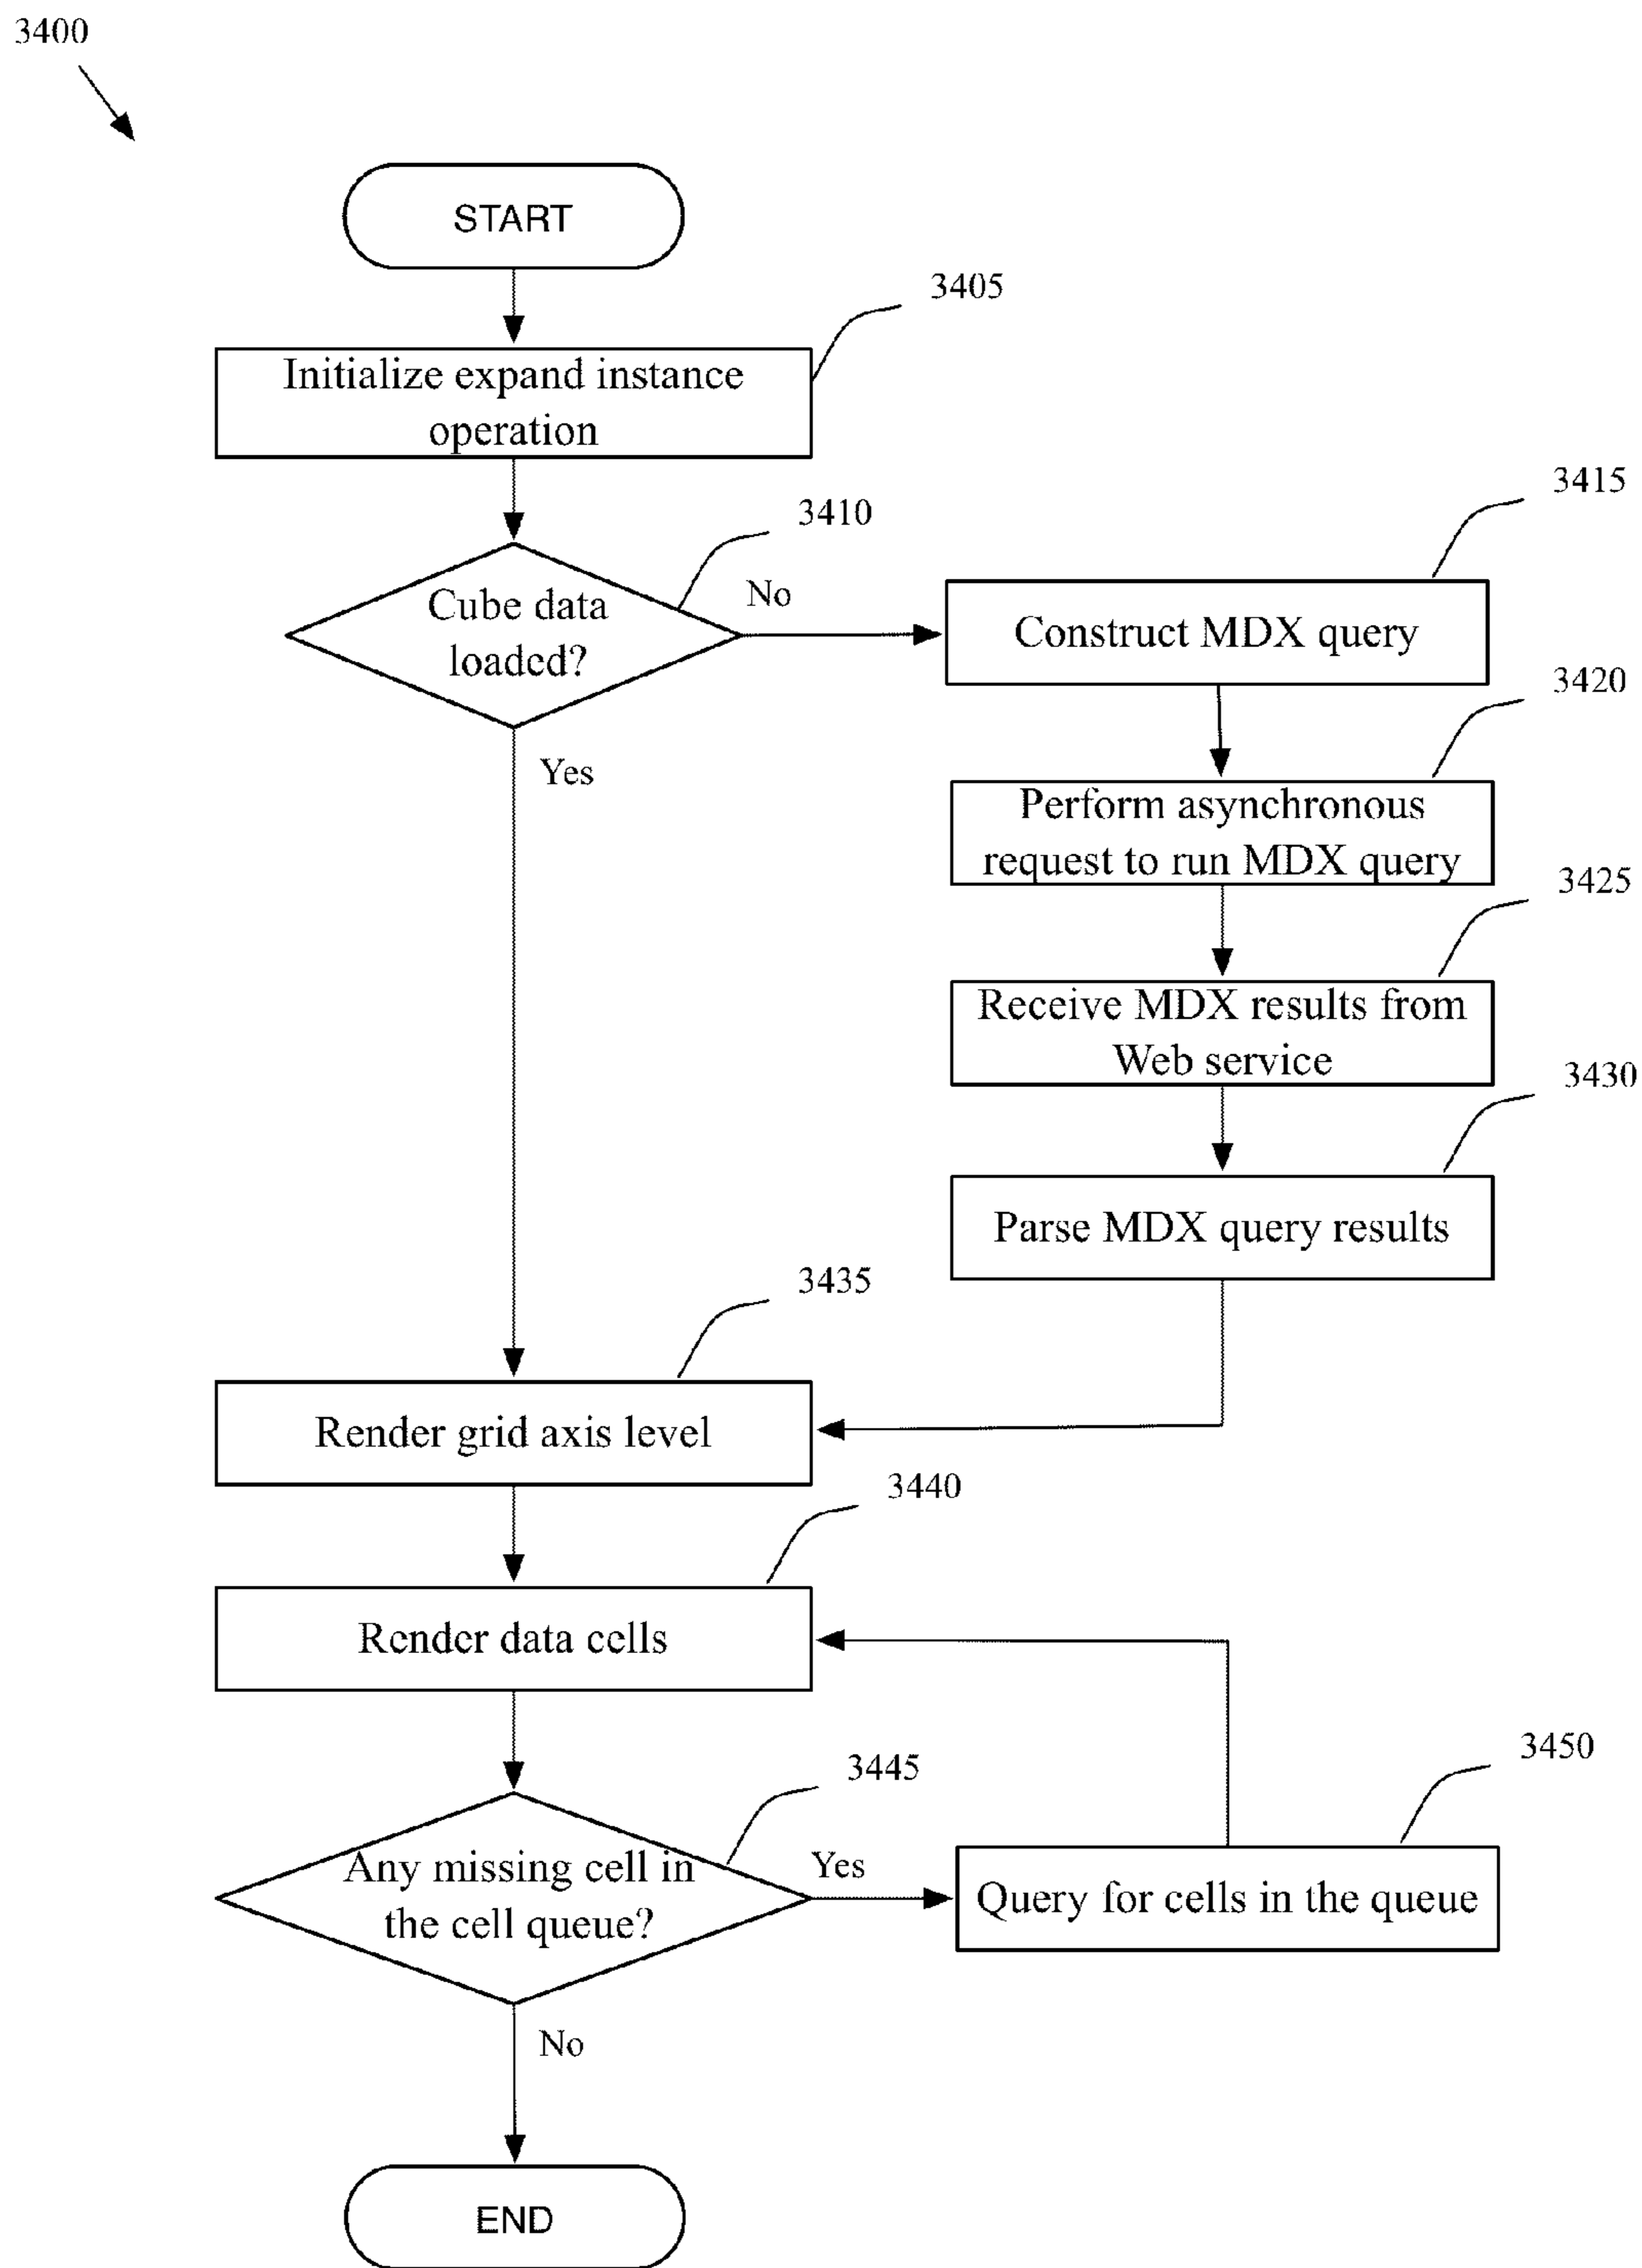 3400
START
3405
Initialize expand instance
operation
3410
Cube data
loaded?
No
Yes
3415
Construct MDX query
3420
Perform asynchronous
request to run MDX query
3425
Receive MDX results from
Web service
3430
Parse MDX query results
3435
Render grid axis level
3440
Render data cells
3445
Any missing cell in
the cell queue?
Yes
3450
Query for cells in the queue
No
END